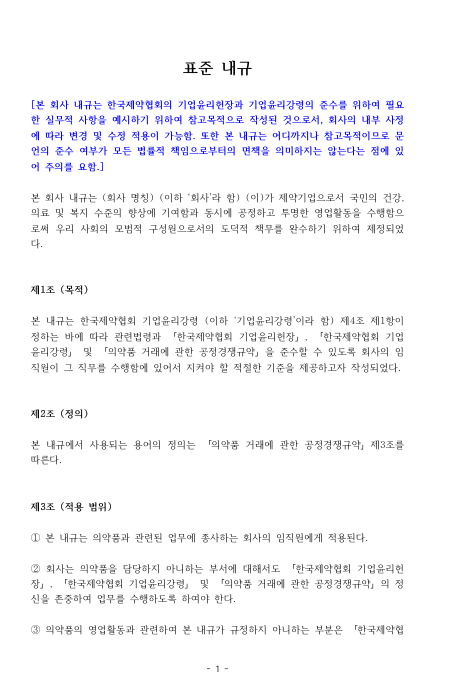 표준 내규
[본 회사 내규는 한국제약협회의 기업윤리헌장과 기업윤리강령의 준수를 위하여 필요
한 실무적 사항을 예시하기 위하여 참고목적으로 작성된 것으로서, 회사의 내부 사정
에 따라 변경 및 수정 적용이 가능함. 또한 본 내규는 어디까지나 참고목적이므로 문
언의 준수 여부가 모든 법률적 책임으로부터의 면책을 의미하지는 않는다는 점에 있
어 주의를 요함.]
본 회사 내규는 (회사 명칭) (이하 '회사'라 함) (이)가 제약기업으로서 국민의 건강,
의료 및 복지 수준의 향상에 기여함과 동시에 공정하고 투명한 영업활동을 수행함으
로써 우리 사회의 모범적 구성원으로서의 도덕적 책무를 완수하기 위하여 제정되었
다.
제1조 (목적)
본 내규는 한국제약협회 기업윤리강령 (이하 '기업윤리강령'이라 함) 제4조 제1항이
정하는 바에 따라 관련법령과 「한국제약협회 기업윤리헌장」, 「한국제약협회 기업
윤리강령」 및 「의약품 거래에 관한 공정경쟁규약」을 준수할 수 있도록 회사의 임
직원이 그 직무를 수행함에 있어서 지켜야 할 적절한 기준을 제공하고자 작성되었다.
제2조 (정의)
본 내규에서 사용되는 용어의 정의는 「의약품 거래에 관한 공정경쟁규약」제3조를
따른다.
제3조 (적용 범위)
① 본 내규는 의약품과 관련된 업무에 종사하는 회사의 임직원에게 적용된다.
② 회사는 의약품을 담당하지 아니하는 부서에 대해서도 「한국제약협회 기업윤리헌
장」, 「한국제약협회 기업윤리강령」 및 「의약품 거래에 관한 공정경쟁규약」의 정
신을 존중하여 업무를 수행하도록 하여야 한다.
③ 의약품의 영업활동과 관련하여 본 내규가 규정하지 아니하는 부분은 「한국제약협
- 1 -